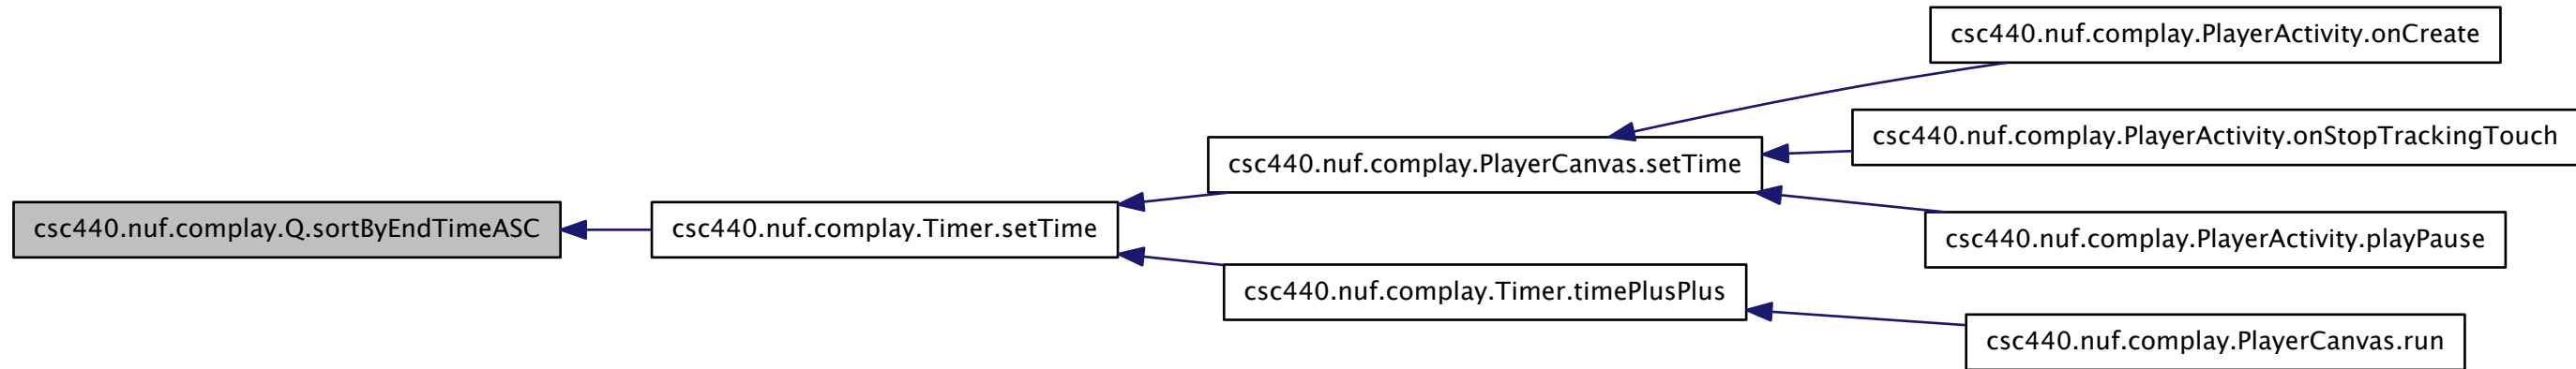 csc440.nuf.complay.PlayerActivity.onCreate
csc440.nuf.complay.PlayerActivity.onStopTrackingTouch
csc440.nuf.complay.PlayerCanvas.setTime
csc440.nuf.complay.Q.sortByEndTimeASC
csc440.nuf.complay.Timer.setTime
csc440.nuf.complay.PlayerActivity.playPause
csc440.nuf.complay.Timer.timePlusPlus
csc440.nuf.complay.PlayerCanvas.run